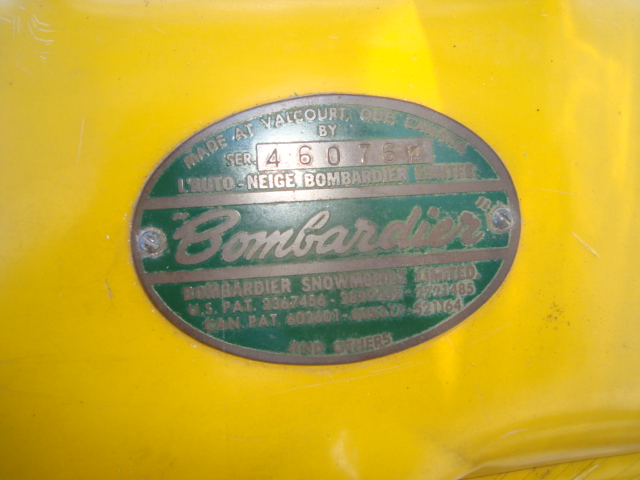 MADE AT VALCOURT, QUE
BY
SER. 46076
L'AUTO-NEIGE BOMBARDIER LIMITEE
"Bombardier"
BOMBARDIER SNOWMOBILE LIMITED
U.S. PAT. 2367456
CAN. PAT. 521164
AND OTHERS